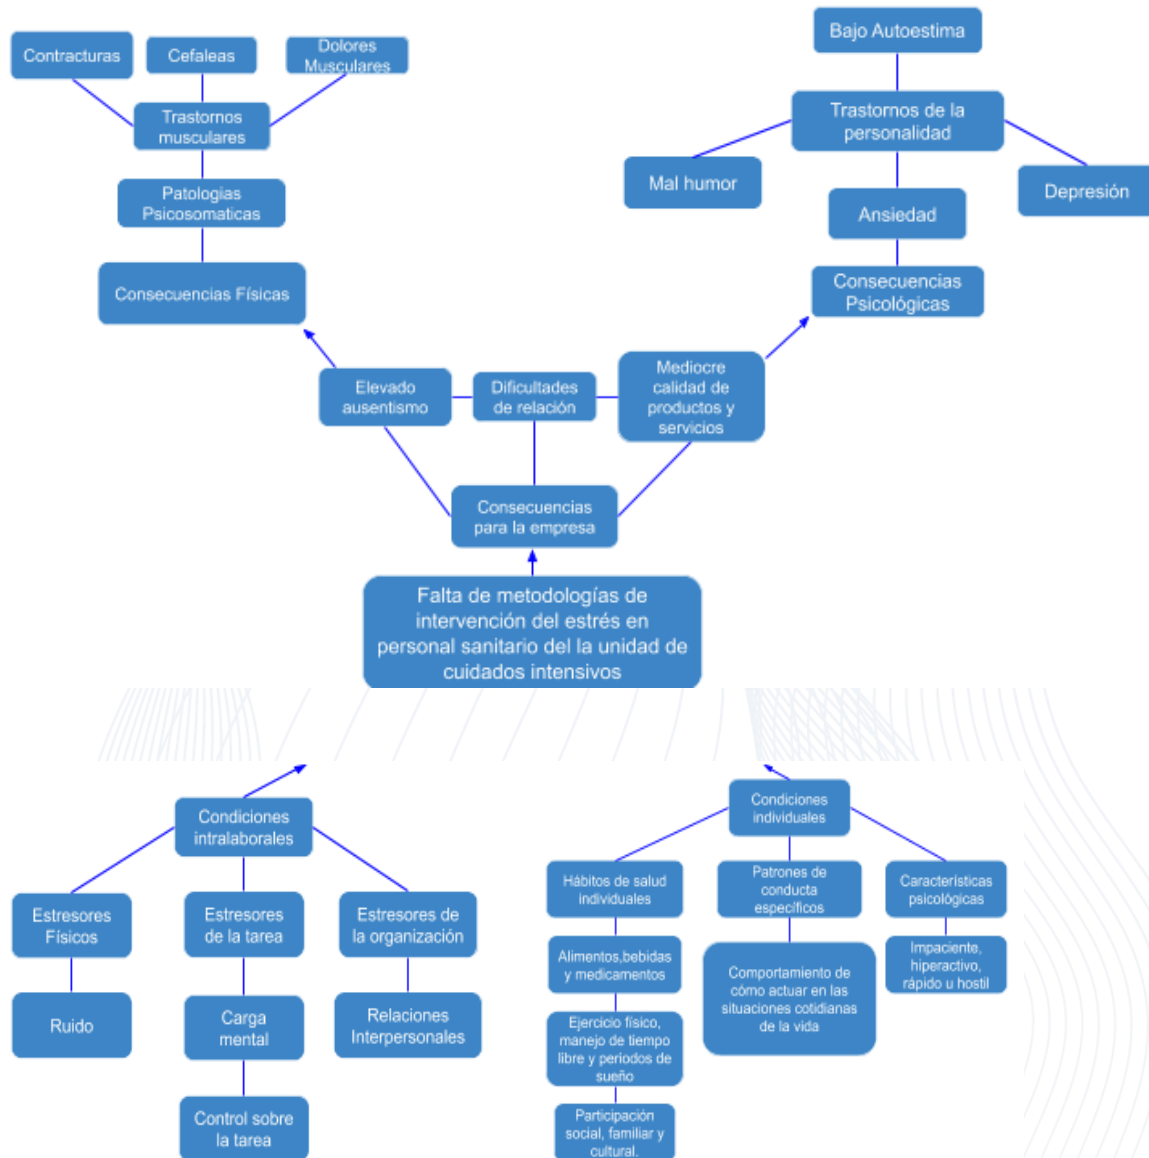 Bajo Autoestima
Contracturas
Cefaleas
Dolores
Musculares
Trastornos
musculares
Trastornos de la
personalidad
Mal humor
Depresión
Patologias
Psicosomaticas
Ansiedad
Consecuencias Físicas
Consecuencias
Psicológicas
Elevado
ausentismo
Dificultades
de relación
Mediocre
calidad de
productos y
servicios
Consecuencias
para la empresa
Falta de metodologías de
intervención del estrés en
personal sanitario del la unidad de
cuidados intensivos
Condiciones
intralaborales
Estresores
Físicos
Estresores
de la tarea
Estresores de
la organización
Ruido
Carga
mental
Relaciones
Interpersonales
Control sobre
la tarea
Condiciones
individuales
Hábitos de salud
individuales
Patrones de
conducta
específicos
Características
psicológicas
Alimentos,bebidas
y medicamentos
Comportamiento de
cómo actuar en las
situaciones cotidianas
de la vida
Impaciente,
hiperactivo,
rápido u hostil
Ejercicio físico,
manejo de tiempo
libre y periodos de
sueño
Participación
social, familiar y
cultural.